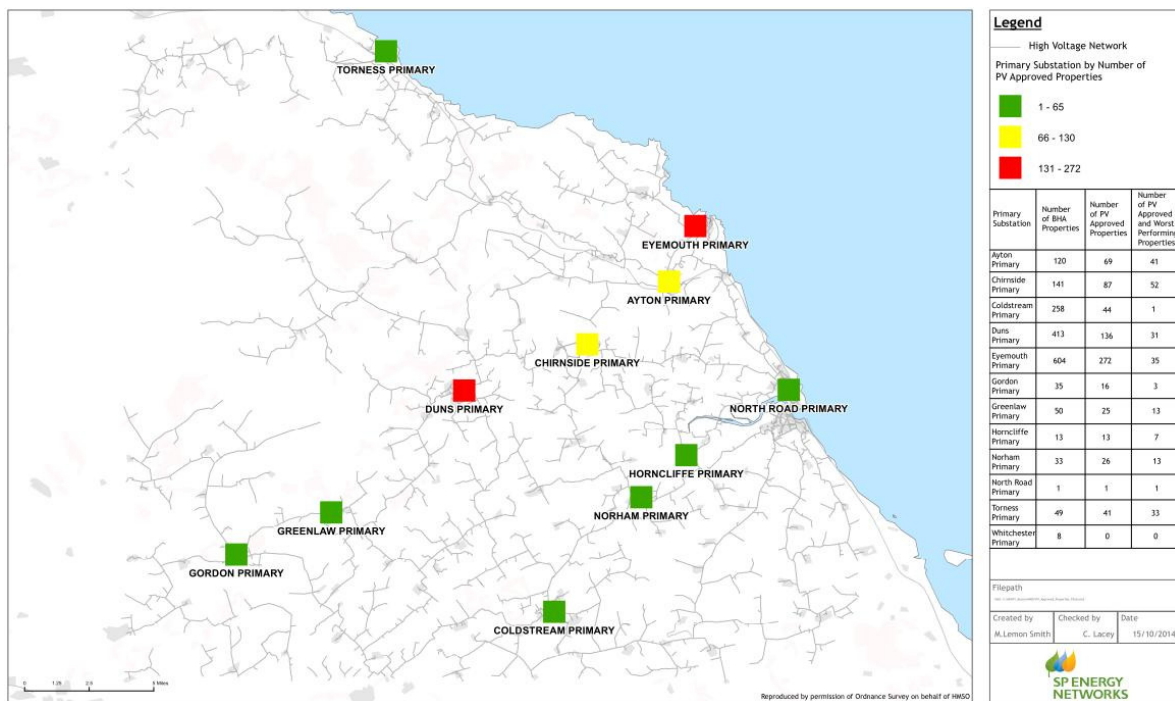 TORNESS PRIMARY
EYEMOUTH PRIMARY
AYTON PRIMARY
CHIRNSIDE PRIMARY
DUNS PRIMARY
NORTH ROAD PRIMARY
HORNCLIFFE PRIMARY
NORHAM PRIMARY
GREENLAW PRIMARY
GORDON PRIMARY
COLDSTREAM PRIMARY
0 1.25 2.5 5 Miles
Reproduced by permission of Ordnance Survey on behalf of HMSO
Legend
High Voltage Network
Primary Substation by Number of
PV Approved Properties
1 - 65
66 - 130
131 - 272
Primary
Substation
Number
of BHA
Properties
Number
of PV
Approved
Properties
Number
of PV
Approved
and Worst
Performing
Properties
Ayton
Primary 120 69 41
Chirnside
Primary 141 87 52
Coldstream
Primary 258 44 1
Duns
Primary 413 136 31
Eyemouth
Primary 604 272 35
Gordon
Primary 35 16 3
Greenlaw
Primary 50 25 13
Horncliffe
Primary 13 13 7
Norham
Primary 33 26 13
North Road
Primary 1 1 1
Torness
Primary 49 41 33
Whitchester
Primary 8 0 0
Filepath
Created by Checked by Date
M.Lemon Smith C. Lacey 15/10/2014
SP ENERGY
NETWORKS